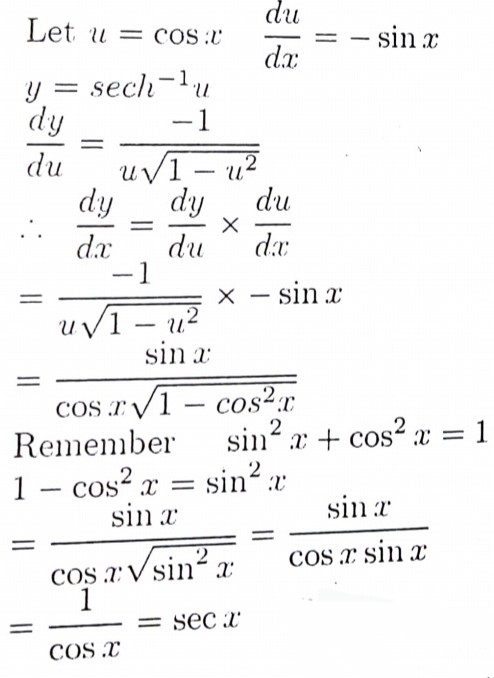 Let u = cos x    du/dx = − sin x
y = sech⁻¹u
dy/du = −1/(u√(1 − u²))
∴ dy/dx = dy/du × du/dx
= −1/(u√(1 − u²)) × − sin x
= sin x/(cos x√(1 − cos²x))
Remember    sin² x + cos² x = 1
1 − cos² x = sin² x
= sin x/(cos x√(sin² x)) = sin x/(cos x sin x)
= 1/cos x = sec x